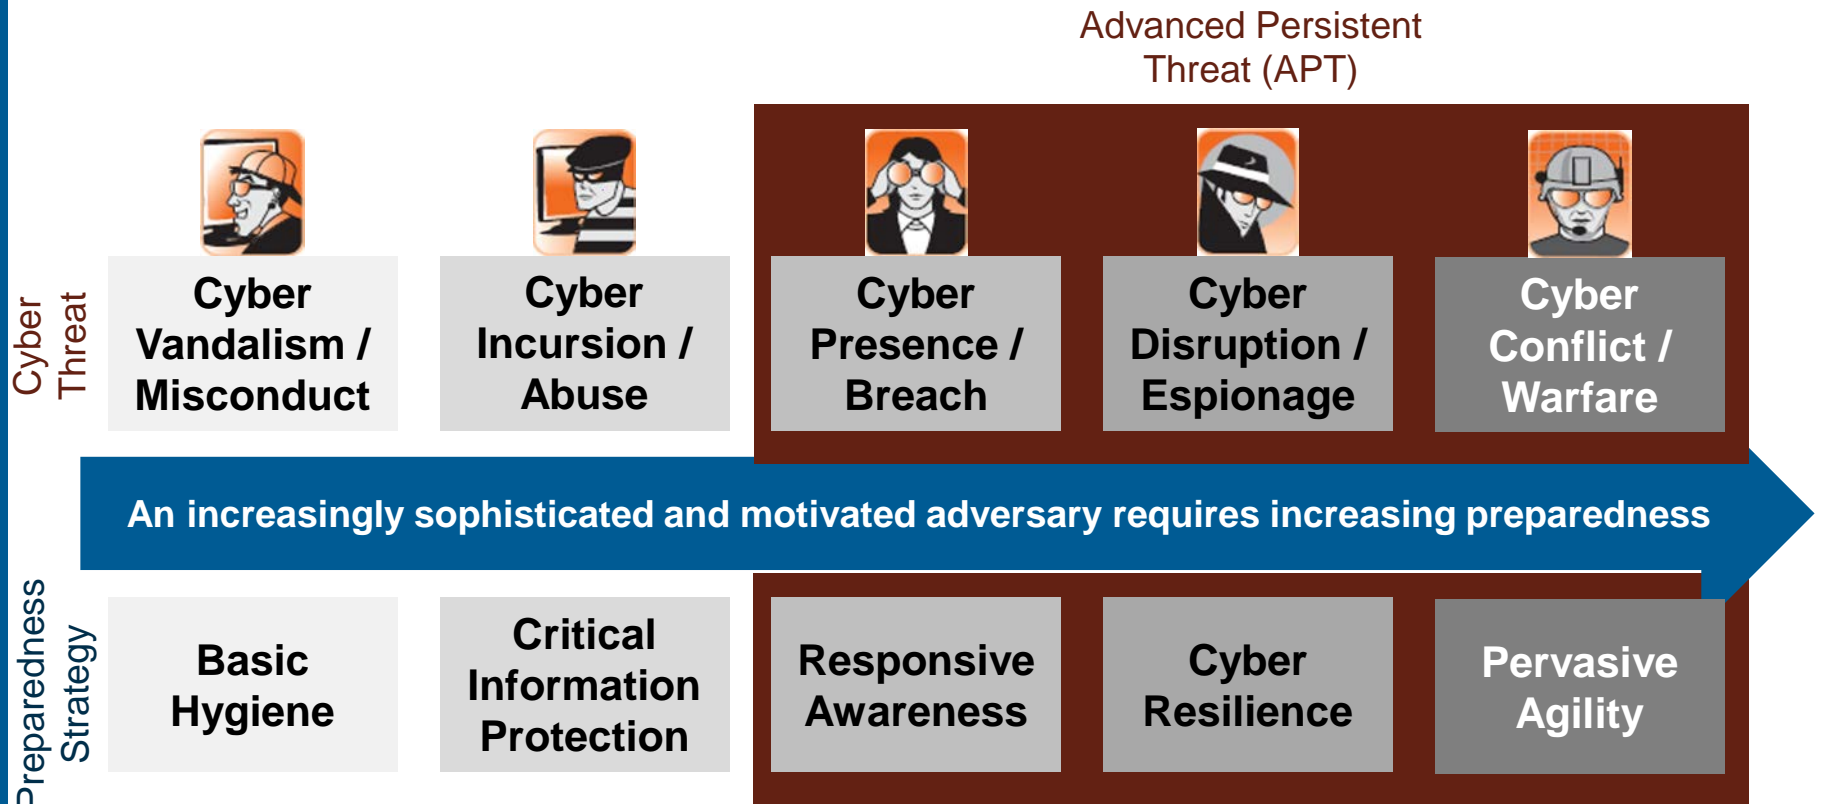 Advanced Persistent
Threat (APT)
Cyber
Threat
Cyber
Vandalism /
Misconduct
Cyber
Incursion /
Abuse
Cyber
Presence /
Breach
Cyber
Disruption /
Espionage
Cyber
Conflict /
Warfare
An increasingly sophisticated and motivated adversary requires increasing preparedness
Preparedness
Strategy
Basic
Hygiene
Critical
Information
Protection
Responsive
Awareness
Cyber
Resilience
Pervasive
Agility